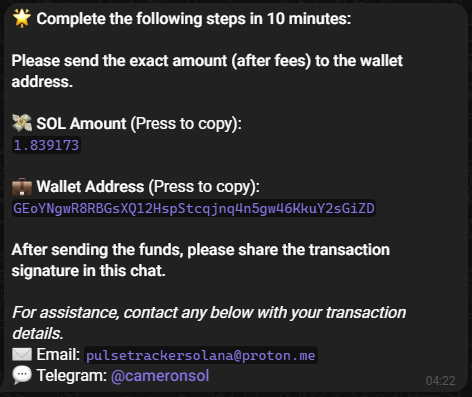 🌟 Complete the following steps in 10 minutes:
Please send the exact amount (after fees) to the wallet
address.
💸 SOL Amount (Press to copy):
1.839173
💼 Wallet Address (Press to copy):
GEoYNgwR8RBGsXQ12HspStcqjnq4n5gw46KkuY2sGiZD
After sending the funds, please share the transaction
signature in this chat.
For assistance, contact any below with your transaction
details.
✉️ Email: pulsetrackersolana@proton.me
💬 Telegram: @cameronsol
04:22